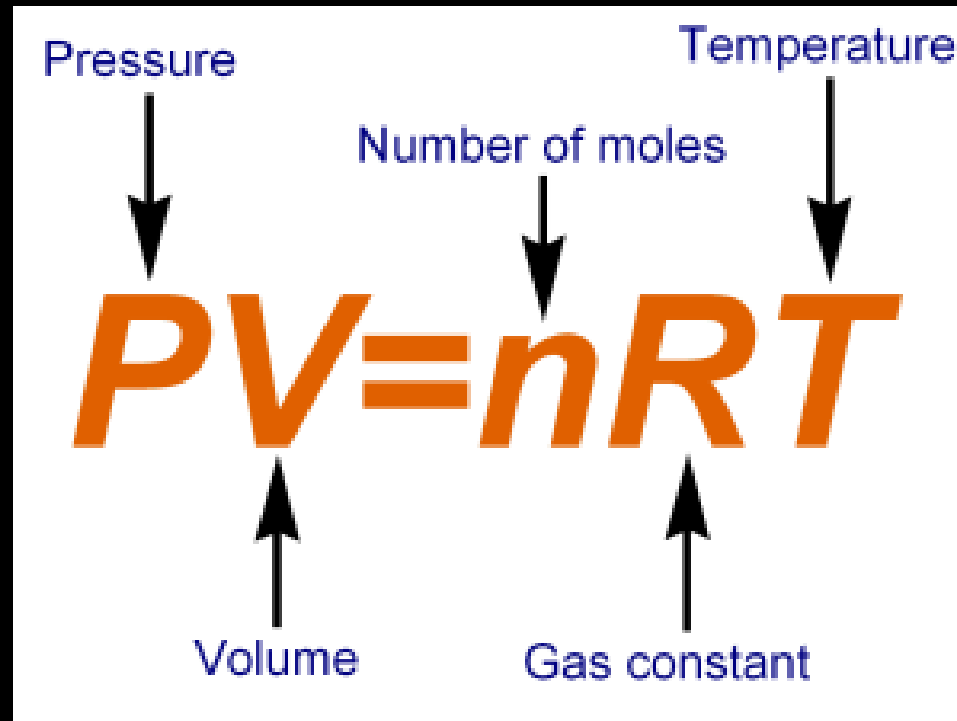 Pressure
Temperature
Number of moles
PV=nRT
Volume
Gas constant